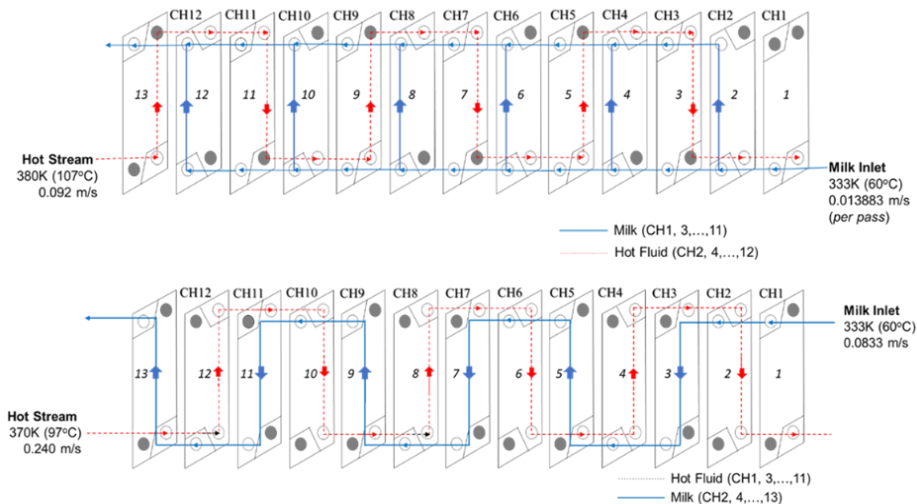 CH12 CH11 CH10 CH9 CH8 CH7 CH6 CH5 CH4 CH3 CH2 CH1
13 12 11 10 9 8 7 6 5 4 3 2 1
Hot Stream
380K (107°C)
0.092 m/s
Milk Inlet
333K (60°C)
0.013883 m/s
(per pass)
Milk (CH1, 3,…,11)
Hot Fluid (CH2, 4,…,12)
CH12 CH11 CH10 CH9 CH8 CH7 CH6 CH5 CH4 CH3 CH2 CH1
Milk Inlet
333K (60°C)
0.0833 m/s
13 12 11 10 9 8 7 6 5 4 3 2 1
Hot Stream
370K (97°C)
0.240 m/s
Hot Fluid (CH1, 3,…,11)
Milk (CH2, 4,…,13)